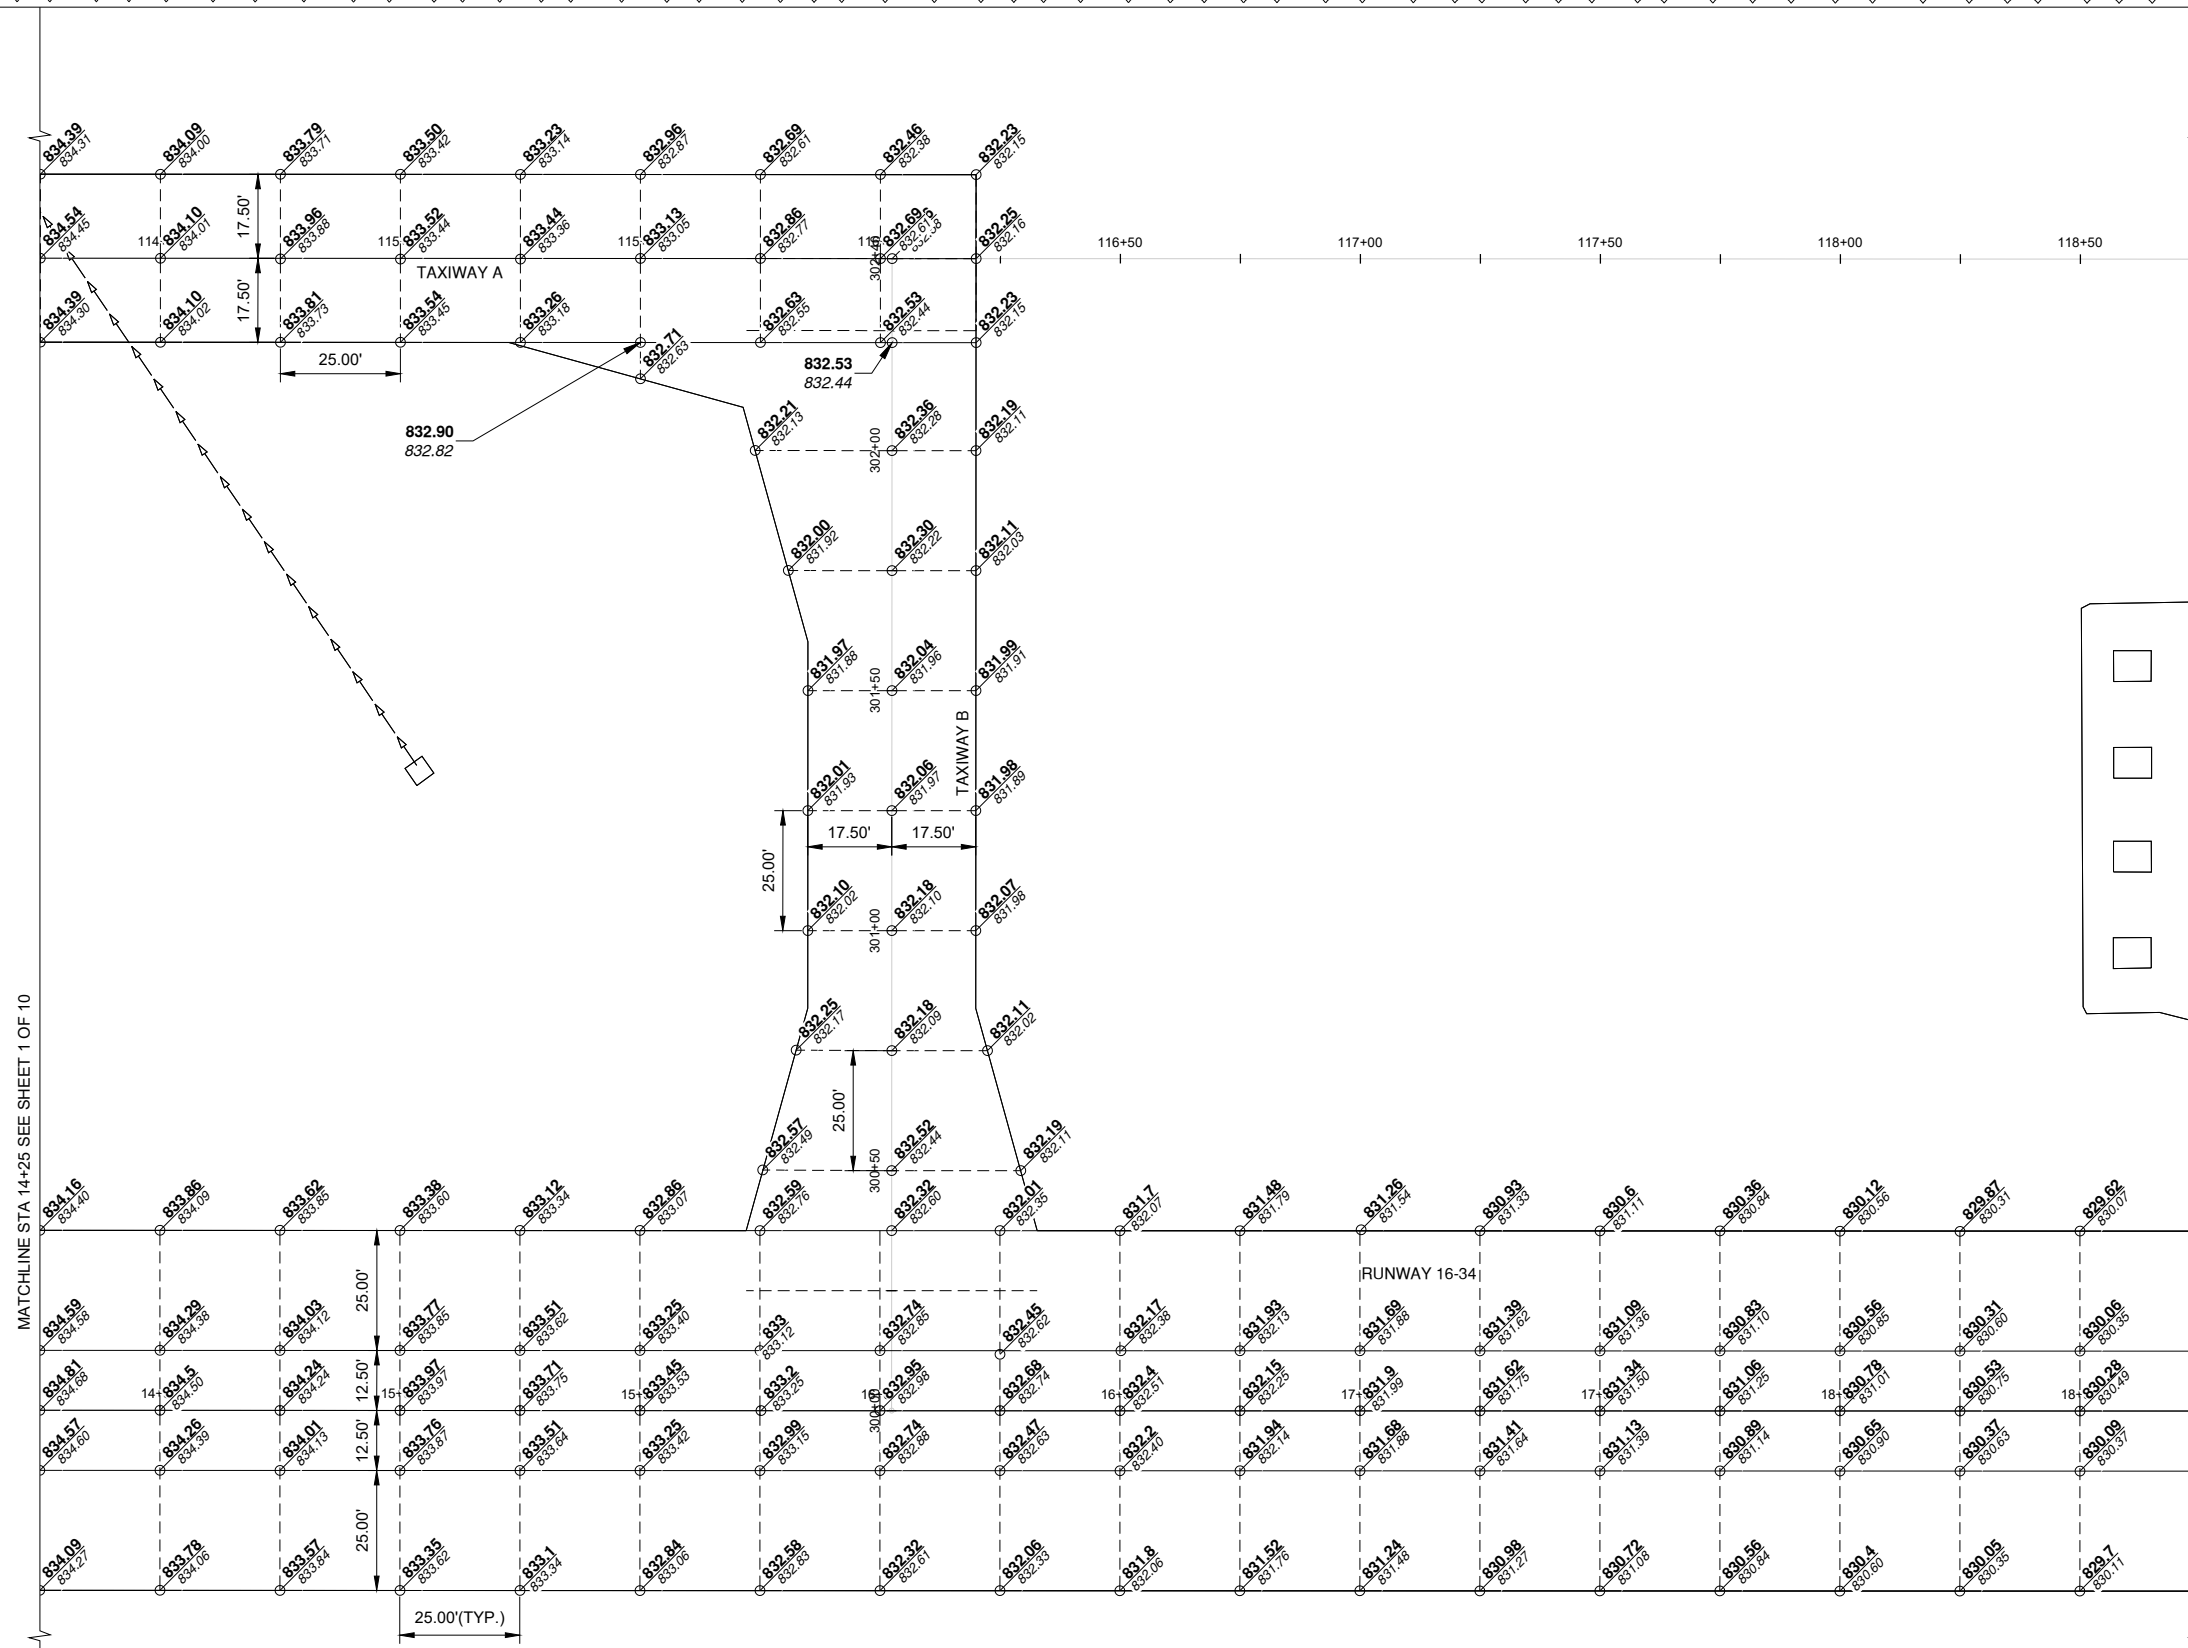 834.39 834.09 833.79 833.50 833.23 832.96 832.69 832.46 832.23
834.31 834.00 833.71 833.42 833.14 832.87 832.61 832.38 832.15
17.50'
834.54 834.10 833.96 833.52 833.44 833.13 832.86 832.69 832.25
834.45 834.01 833.88 833.44 833.36 833.05 832.77 832.61 832.16
116+50 117+00 117+50 118+00 118+50
TAXIWAY A
17.50'
834.39 834.10 833.81 833.54 833.26 832.63 832.53 832.23
834.30 834.02 833.73 833.45 833.18 832.55 832.44 832.15
25.00'
832.71
832.63
832.53
832.44
832.90
832.82
832.21 832.36 832.19
832.13 832.28 832.11
302+00
832.00 832.30 832.11
831.92 832.22 832.03
831.97 832.04 831.99
831.88 831.96 831.91
301+50
TAXIWAY B
832.01 832.06 831.98
831.93 831.97 831.89
17.50' 17.50'
25.00'
832.10 832.18 832.07
832.02 832.10 831.98
301+00
832.25 832.18 832.11
832.17 832.09 832.02
25.00'
832.57 832.52 832.19
832.49 832.44 832.11
300+50
MATCHLINE STA 14+25 SEE SHEET 1 OF 10
834.16 833.86 833.62 833.38 833.12 832.86 832.59 832.32 832.01 831.7 831.48 831.26 830.93 830.6 830.36 830.12 829.87 829.62
834.40 834.09 833.85 833.60 833.34 833.07 832.76 832.60 832.35 832.07 831.79 831.54 831.33 831.11 830.84 830.56 830.31 830.07
25.00'
RUNWAY 16-34
834.59 834.29 834.03 833.77 833.51 833.25 833 832.74 832.45 832.17 831.93 831.69 831.39 831.09 830.83 830.56 830.31 830.06
834.58 834.38 834.12 833.85 833.62 833.40 833.12 832.85 832.62 832.38 832.13 831.88 831.62 831.36 831.10 830.85 830.60 830.35
12.50'
834.81 834.5 834.24 833.97 833.71 833.45 833.2 832.95 832.68 832.4 832.15 831.9 831.62 831.34 831.06 830.78 830.53 830.28
834.68 834.50 834.24 833.97 833.75 833.53 833.25 832.98 832.74 832.51 832.25 831.99 831.75 831.50 831.25 831.01 830.75 830.49
12.50'
834.57 834.26 834.01 833.76 833.51 833.25 832.99 832.74 832.47 832.2 831.94 831.68 831.41 831.13 830.89 830.65 830.37 830.09
834.60 834.39 834.13 833.87 833.64 833.42 833.15 832.88 832.63 832.40 832.14 831.88 831.64 831.39 831.14 830.90 830.63 830.37
25.00'
834.09 833.78 833.57 833.35 833.1 832.84 832.58 832.32 832.06 831.8 831.52 831.24 830.98 830.72 830.56 830.4 830.05 829.7
834.27 834.06 833.84 833.62 833.34 833.06 832.83 832.61 832.33 832.06 831.76 831.48 831.27 831.08 830.84 830.60 830.35 830.11
25.00'(TYP.)